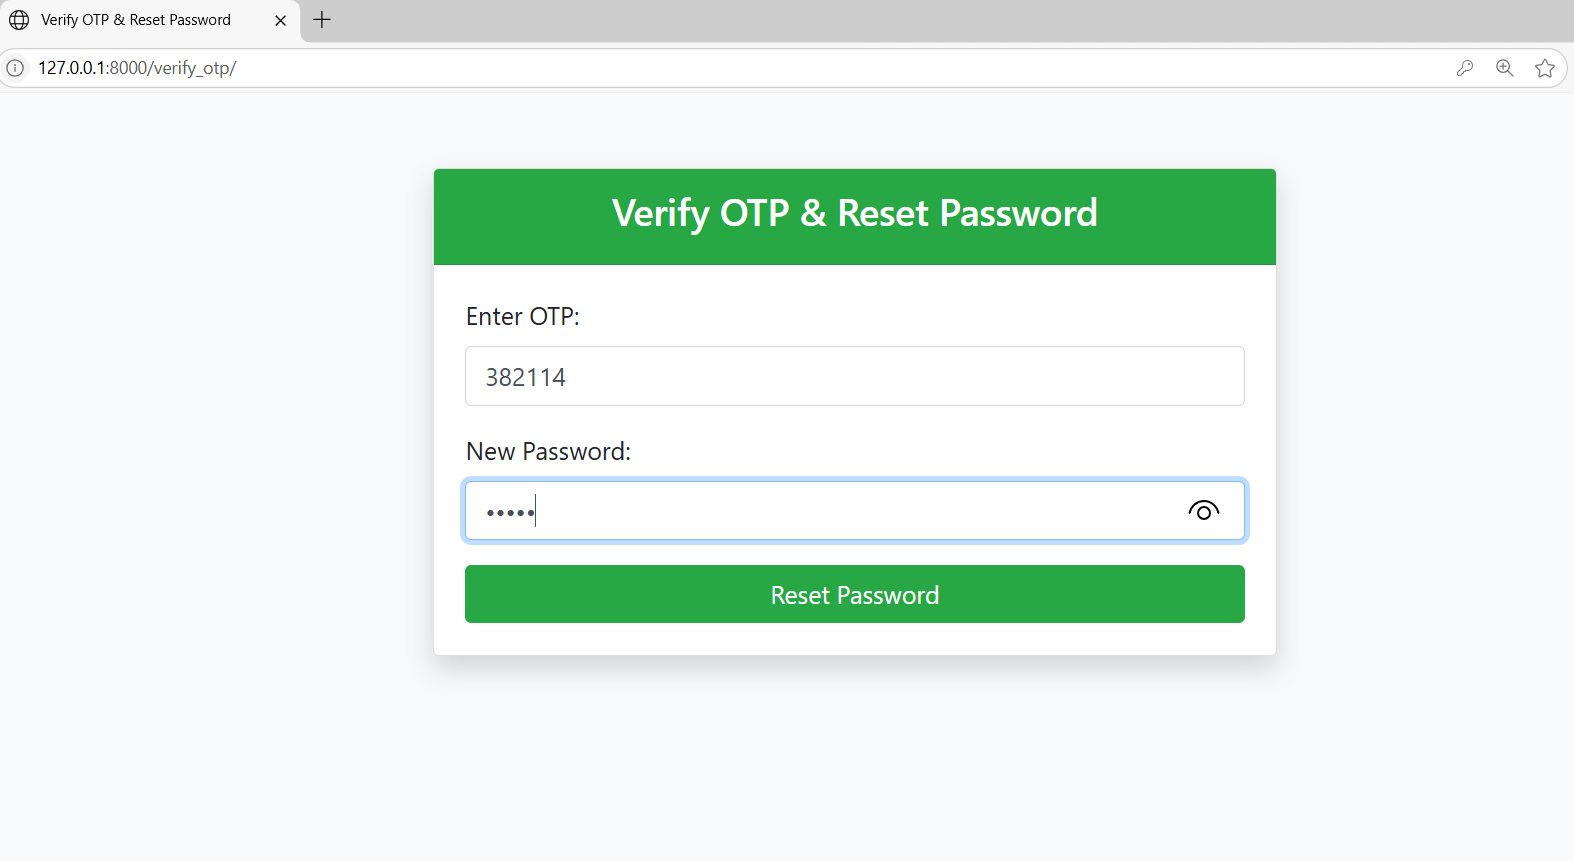 Verify OTP & Reset Password
127.0.0.1:8000/verify_otp/
Verify OTP & Reset Password
Enter OTP:
382114
New Password:
•••••
Reset Password